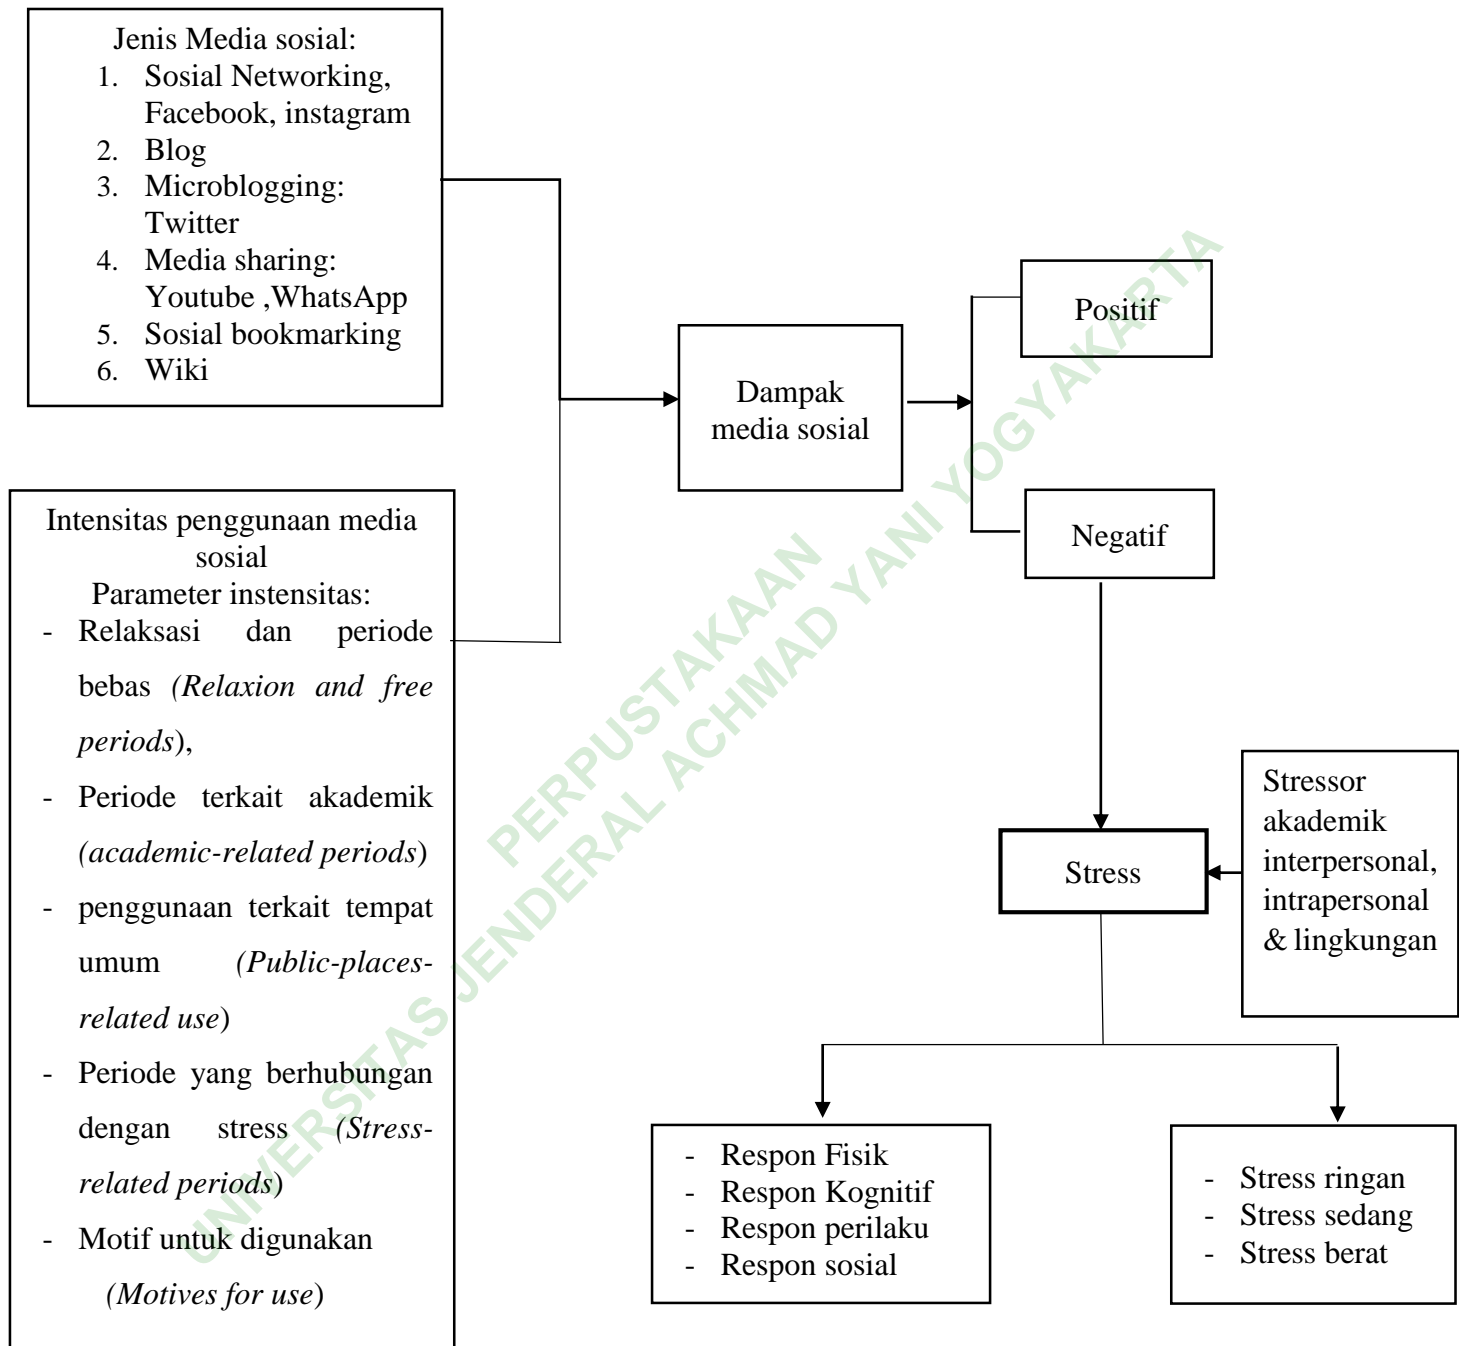 Jenis Media sosial:
1. Sosial Networking,
Facebook, instagram
2. Blog
3. Microblogging:
Twitter
4. Media sharing:
Youtube ,WhatsApp
5. Sosial bookmarking
6. Wiki
Intensitas penggunaan media
sosial
Parameter instensitas:
- Relaksasi dan periode
bebas (Relaxion and free
periods),
- Periode terkait akademik
(academic-related periods)
- penggunaan terkait tempat
umum (Public-places-
related use)
- Periode yang berhubungan
dengan stress (Stress-
related periods)
- Motif untuk digunakan
(Motives for use)
Dampak
media sosial
Positif
Negatif
Stress
Stressor
akademik
interpersonal,
intrapersonal
& lingkungan
- Respon Fisik
- Respon Kognitif
- Respon perilaku
- Respon sosial
- Stress ringan
- Stress sedang
- Stress berat
PERPUSTAKAAN
UNIVERSITAS JENDERAL ACHMAD YANI YOGYAKARTA